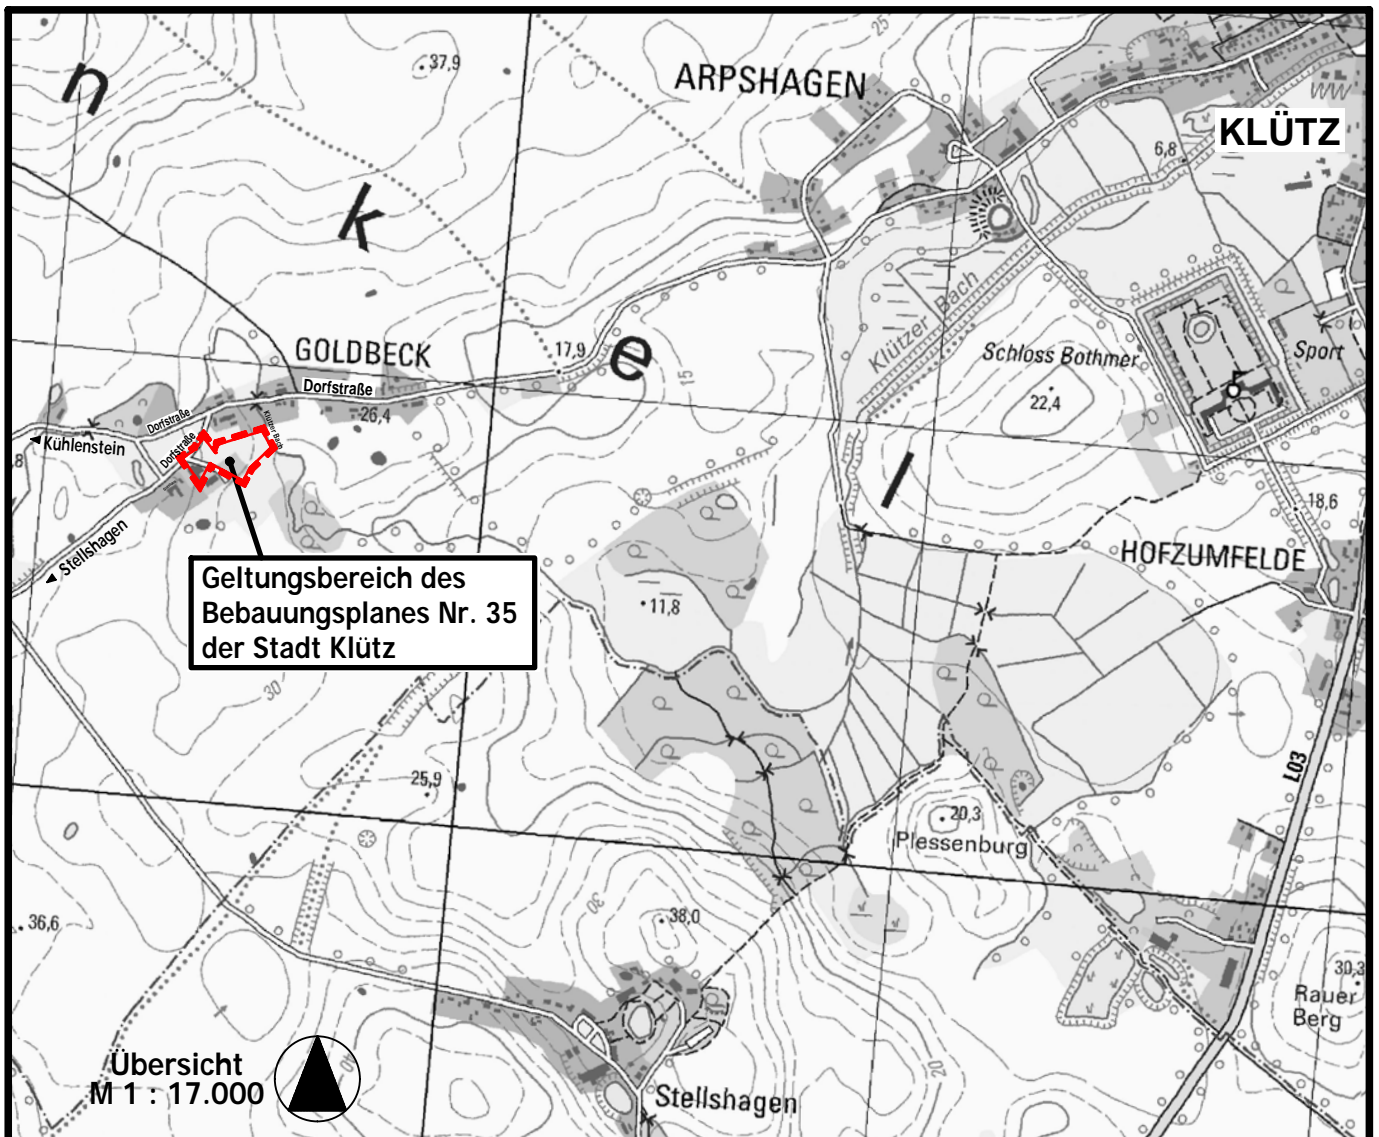 n
37,9
25
ARPSHAGEN
KLÜTZ
6,8
k
Klützer Bach
GOLDBECK
17,9
e
15
Schloss Bothmer
Sport
22,4
Dorfstraße
26,4
Dorfstraße
Klützer Bach
Dorfstraße
Kühlenstein
,8
l
18,6
Stellshagen
HOFZUMFELDE
Geltungsbereich des
Bebauungsplanes Nr. 35
der Stadt Klütz
11,8
30
25,9
L03
20,3
Plessenburg
30
38,0
36,6
30,3
Rauer
Berg
Übersicht
M 1 : 17.000
40
20
Stellshagen